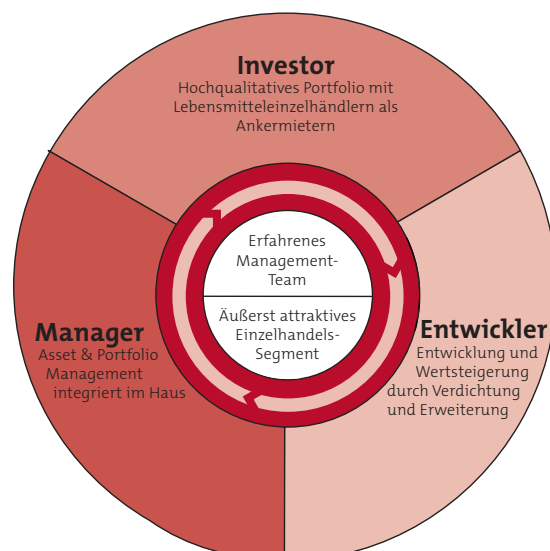 Investor
Hochqualitatives Portfolio mit
Lebensmitteleinzelhändlern als
Ankermietern
Erfahrenes
Management-
Team
Äußerst attraktives
Einzelhandels-
Segment
Manager
Asset & Portfolio
Management
integriert im Haus
Entwickler
Entwicklung und
Wertsteigerung
durch Verdichtung
und Erweiterung